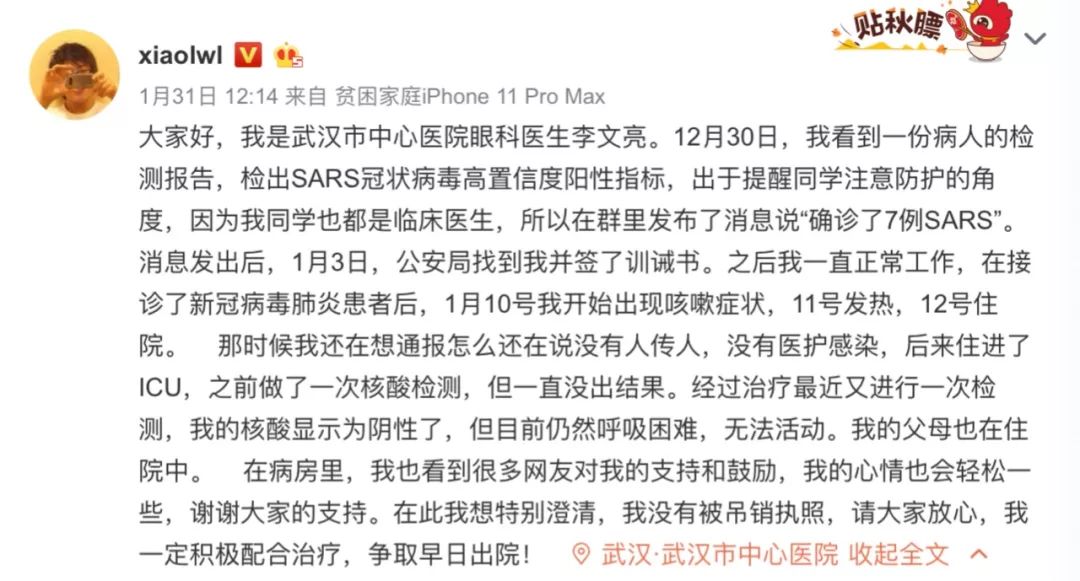 贴秋膘
xiaolwl
1月31日 12:14 来自 贫困家庭iPhone 11 Pro Max
大家好，我是武汉市中心医院眼科医生李文亮。12月30日，我看到一份病人的检
测报告，检出SARS冠状病毒高置信度阳性指标，出于提醒同学注意防护的角
度，因为我同学也都是临床医生，所以在群里发布了消息说“确诊了7例SARS”。
消息发出后，1月3日，公安局找到我并签了训诫书。之后我一直正常工作，在接
诊了新冠病毒肺炎患者后，1月10号我开始出现咳嗽症状，11号发热，12号住
院。 那时候我还在想通报怎么还在说没有人传人，没有医护感染，后来住进了
ICU，之前做了一次核酸检测，但一直没出结果。经过治疗最近又进行一次检
测，我的核酸显示为阴性了，但目前仍然呼吸困难，无法活动。我的父母也在住
院中。 在病房里，我也看到很多网友对我的支持和鼓励，我的心情也会轻松一
些，谢谢大家的支持。在此我想特别澄清，我没有被吊销执照，请大家放心，我
一定积极配合治疗，争取早日出院！ 武汉·武汉市中心医院 收起全文